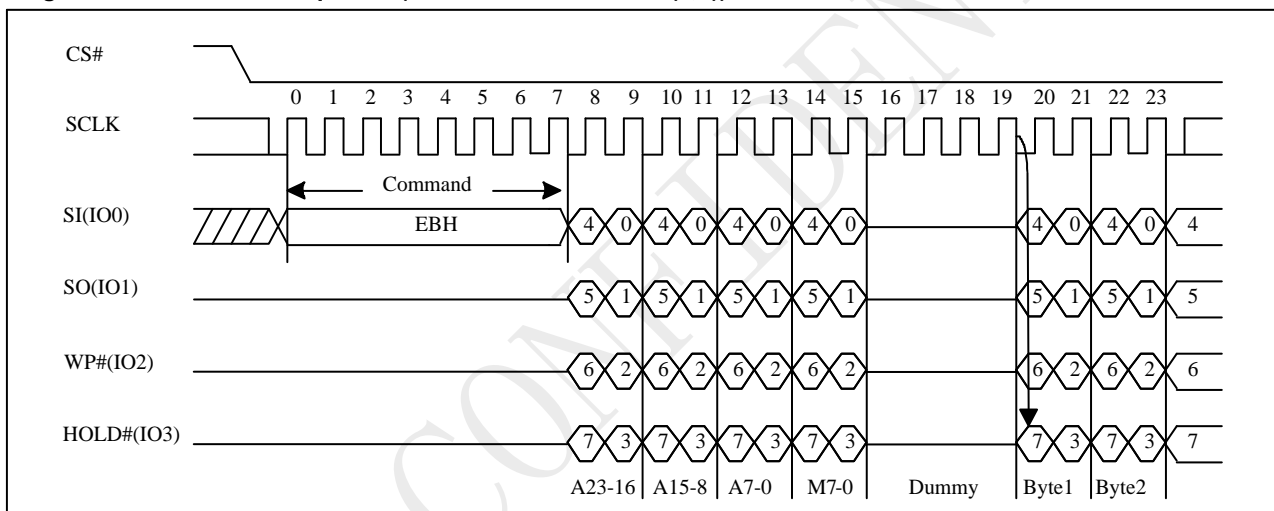 CS#
0 1 2 3 4 5 6 7 8 9 10 11 12 13 14 15 16 17 18 19 20 21 22 23
SCLK
Command
SI(IO0) EBH 4 0 4 0 4 0 4 0 4 0 4 0 4
SO(IO1) 5 1 5 1 5 1 5 1 5 1 5 1 5
WP#(IO2) 6 2 6 2 6 2 6 2 6 2 6 2 6
HOLD#(IO3) 7 3 7 3 7 3 7 3 7 3 7 3 7
A23-16 A15-8 A7-0 M7-0 Dummy Byte1 Byte2
CONFIDEN